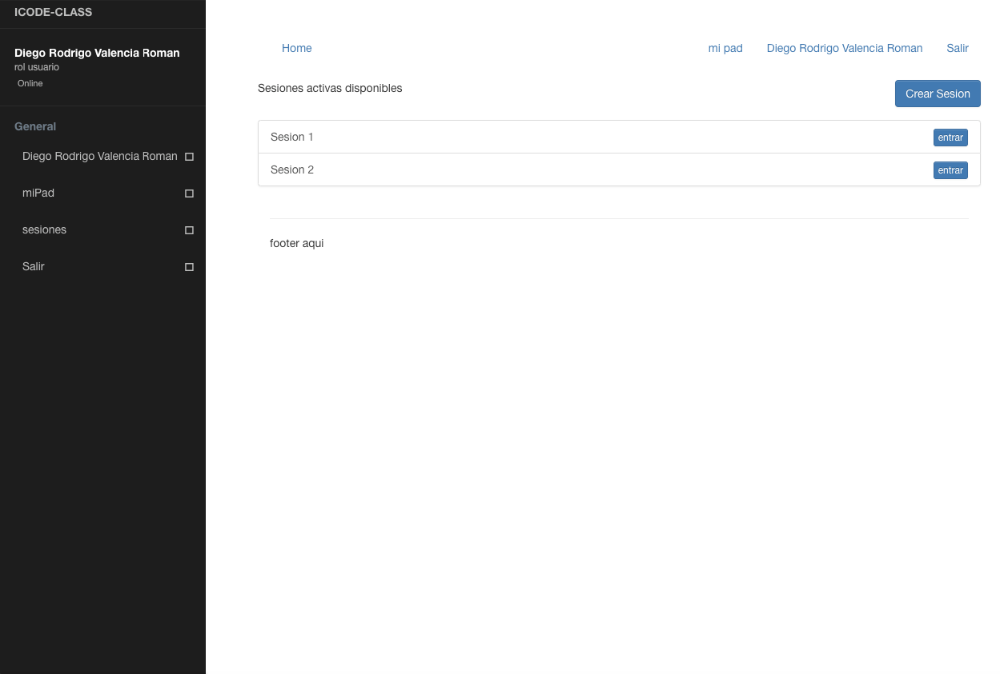 ICODE-CLASS
Diego Rodrigo Valencia Roman
rol usuario
Online
General
Diego Rodrigo Valencia Roman
miPad
sesiones
Salir
Home mi pad Diego Rodrigo Valencia Roman Salir
Sesiones activas disponibles Crear Sesion
Sesion 1 entrar
Sesion 2 entrar
footer aqui